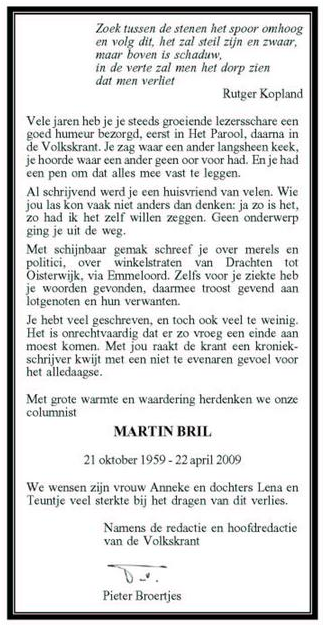 Zoek tussen de stenen het spoor omhoog
en volg dit, het zal steil zijn en zwaar,
maar boven is schaduw,
in de verte zal men het dorp zien
dat men verliet
Rutger Kopland
Vele jaren heb je je steeds groeiende lezersschare een
goed humeur bezorgd, eerst in Het Parool, daarna in
de Volkskrant. Je zag waar een ander langsheen keek,
je hoorde waar een ander geen oor voor had. En je had
een pen om dat alles mee vast te leggen.
Al schrijvend werd je een huisvriend van velen. Wie
jou las kon vaak niet anders dan denken: ja zo is het,
zo had ik het zelf willen zeggen. Geen onderwerp
ging je uit de weg.
Met schijnbaar gemak schreef je over merels en
politici, over winkelstraten van Drachten tot
Oisterwijk, via Emmeloord. Zelfs voor je ziekte heb
je woorden gevonden, daarmee troost gevend aan
lotgenoten en hun verwanten.
Je hebt veel geschreven, en toch ook veel te weinig.
Het is onrechtvaardig dat er zo vroeg een einde aan
moest komen. Met jou raakt de krant een kroniek-
schrijver kwijt met een niet te evenaren gevoel voor
het alledaagse.
Met grote warmte en waardering herdenken we onze
columnist
MARTIN BRIL
21 oktober 1959 - 22 april 2009
We wensen zijn vrouw Anneke en dochters Lena en
Teuntje veel sterkte bij het dragen van dit verlies.
Namens de redactie en hoofdredactie
van de Volkskrant
Pieter Broertjes